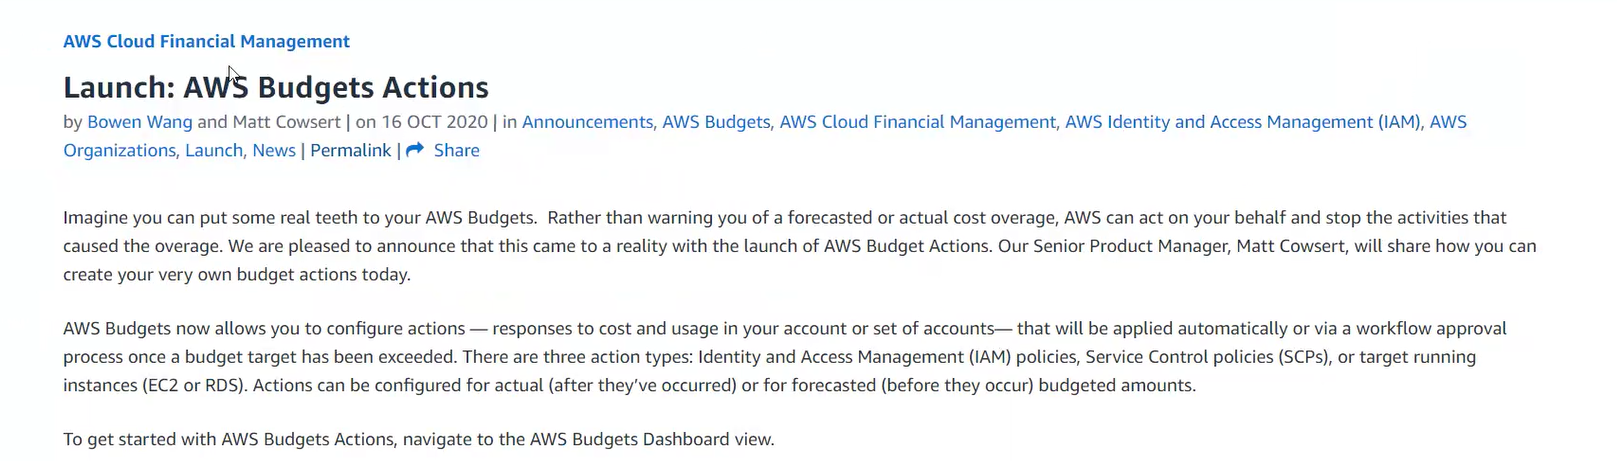 AWS Cloud Financial Management
Launch: AWS Budgets Actions
by Bowen Wang and Matt Cowsert | on 16 OCT 2020 | in Announcements, AWS Budgets, AWS Cloud Financial Management, AWS Identity and Access Management (IAM), AWS
Organizations, Launch, News | Permalink | Share
Imagine you can put some real teeth to your AWS Budgets.  Rather than warning you of a forecasted or actual cost overage, AWS can act on your behalf and stop the activities that
caused the overage. We are pleased to announce that this came to a reality with the launch of AWS Budget Actions. Our Senior Product Manager, Matt Cowsert, will share how you can
create your very own budget actions today.
AWS Budgets now allows you to configure actions — responses to cost and usage in your account or set of accounts— that will be applied automatically or via a workflow approval
process once a budget target has been exceeded. There are three action types: Identity and Access Management (IAM) policies, Service Control policies (SCPs), or target running
instances (EC2 or RDS). Actions can be configured for actual (after they’ve occurred) or for forecasted (before they occur) budgeted amounts.
To get started with AWS Budgets Actions, navigate to the AWS Budgets Dashboard view.